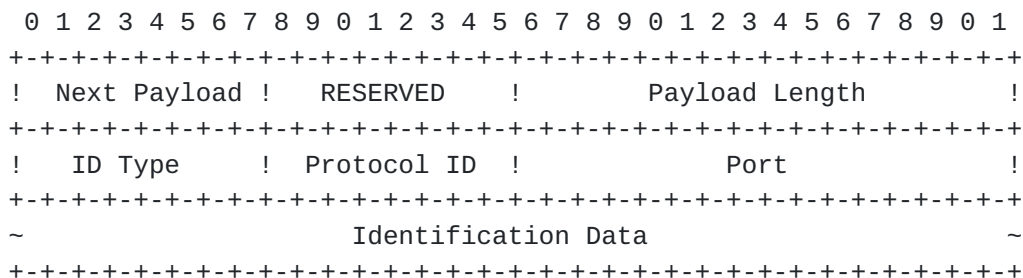 0 1 2 3 4 5 6 7 8 9 0 1 2 3 4 5 6 7 8 9 0 1 2 3 4 5 6 7 8 9 0 1
+-+-+-+-+-+-+-+-+-+-+-+-+-+-+-+-+-+-+-+-+-+-+-+-+-+-+-+-+-+-+-+-+
!  Next Payload !   RESERVED    !        Payload Length         !
+-+-+-+-+-+-+-+-+-+-+-+-+-+-+-+-+-+-+-+-+-+-+-+-+-+-+-+-+-+-+-+-+
!   ID Type     !  Protocol ID  !             Port              !
+-+-+-+-+-+-+-+-+-+-+-+-+-+-+-+-+-+-+-+-+-+-+-+-+-+-+-+-+-+-+-+-+
~                     Identification Data                       ~
+-+-+-+-+-+-+-+-+-+-+-+-+-+-+-+-+-+-+-+-+-+-+-+-+-+-+-+-+-+-+-+-+